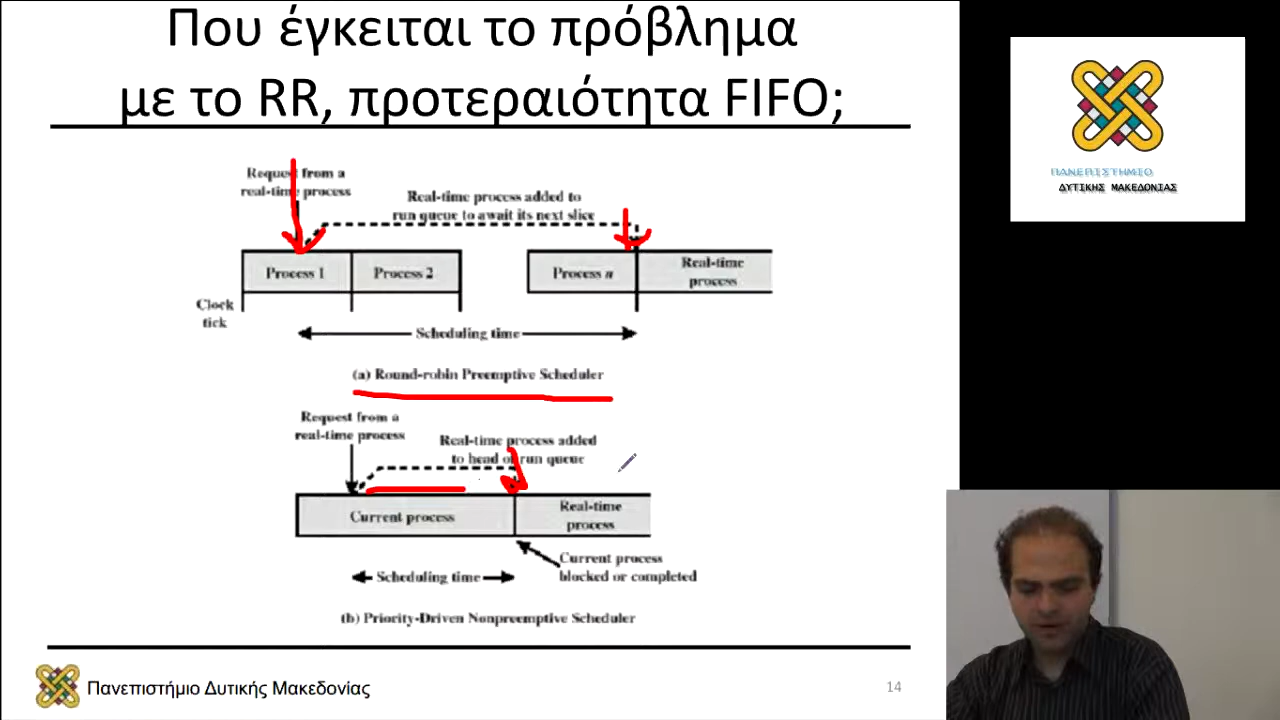 Που έγκειται το πρόβλημα
με το RR, προτεραιότητα FIFO;
Request from a
real-time process
Real-time process added to
run queue to await its next slice
Process 1
Process 2
Process n
Real-time
process
Clock
tick
Scheduling time
(a) Round-robin Preemptive Scheduler
Request from a
real-time process
Real-time process added
to head of run queue
Current process
Real-time
process
Current process
blocked or completed
Scheduling time
(b) Priority-Driven Nonpreemptive Scheduler
Πανεπιστήμιο Δυτικής Μακεδονίας
14
ΠΑΝΕΠΙΣΤΗΜΙΟ
ΔΥΤΙΚΗΣ ΜΑΚΕΔΟΝΙΑΣ